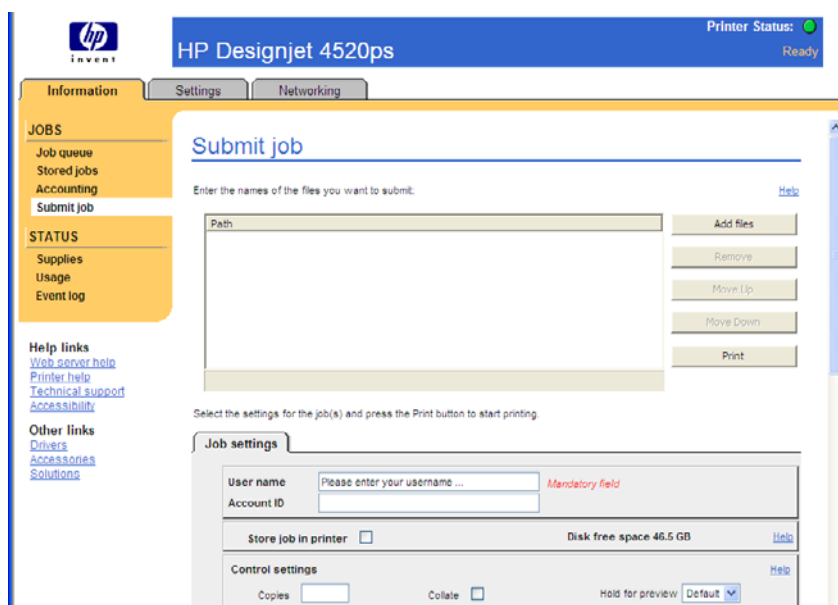 hp
invent
HP Designjet 4520ps
Printer Status:
Ready
Information
Settings
Networking
JOBS
Job queue
Stored jobs
Accounting
Submit job
STATUS
Supplies
Usage
Event log
Help links
Web server help
Printer help
Technical support
Accessibility
Other links
Drivers
Accessories
Solutions
Submit job
Enter the names of the files you want to submit:
Help
Path
Add files
Remove
Move Up
Move Down
Print
Select the settings for the job(s) and press the Print button to start printing.
Job settings
User name Please enter your username ... Mandatory field
Account ID
Store job in printer Disk free space 46.5 GB Help
Control settings Help
Copies Collate Hold for preview Default